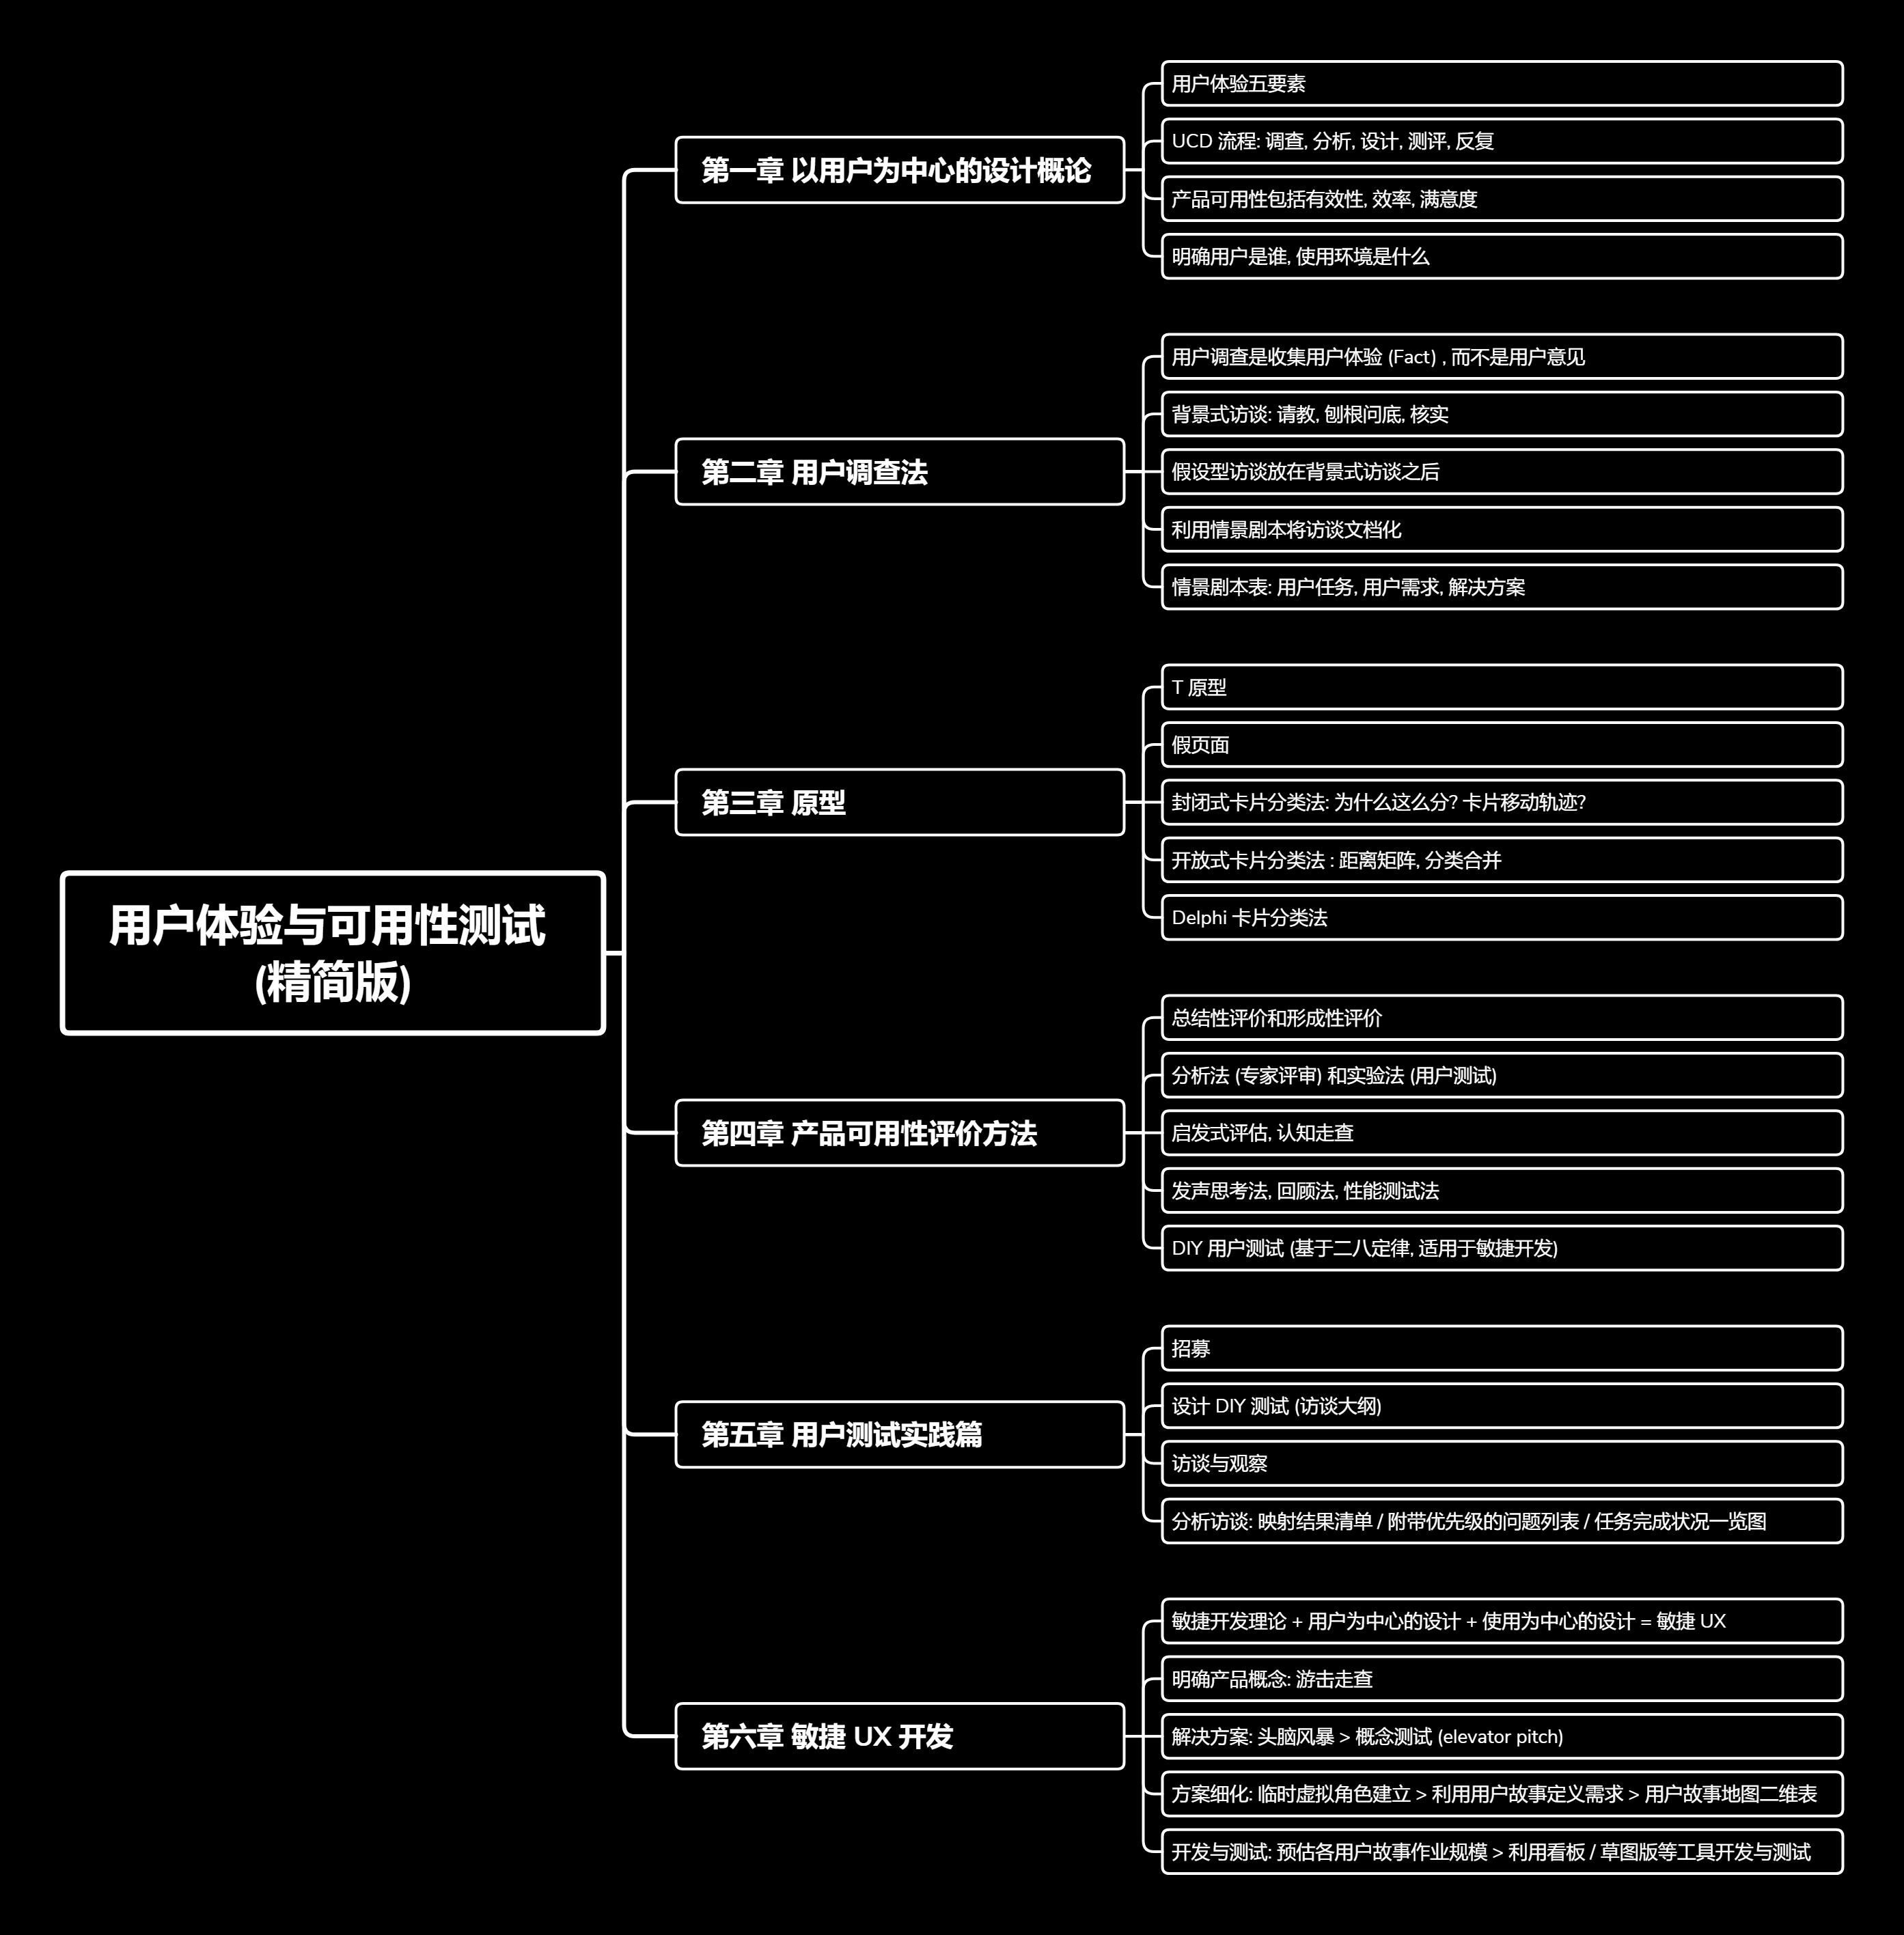 用户体验与可用性测试
(精简版)
第一章 以用户为中心的设计概论
用户体验五要素
UCD 流程: 调查, 分析, 设计, 测评, 反复
产品可用性包括有效性, 效率, 满意度
明确用户是谁, 使用环境是什么
第二章 用户调查法
用户调查是收集用户体验 (Fact) , 而不是用户意见
背景式访谈: 请教, 刨根问底, 核实
假设型访谈放在背景式访谈之后
利用情景剧本将访谈文档化
情景剧本表: 用户任务, 用户需求, 解决方案
第三章 原型
T 原型
假页面
封闭式卡片分类法: 为什么这么分? 卡片移动轨迹?
开放式卡片分类法 : 距离矩阵, 分类合并
Delphi 卡片分类法
第四章 产品可用性评价方法
总结性评价和形成性评价
分析法 (专家评审) 和实验法 (用户测试)
启发式评估, 认知走查
发声思考法, 回顾法, 性能测试法
DIY 用户测试 (基于二八定律, 适用于敏捷开发)
第五章 用户测试实践篇
招募
设计 DIY 测试 (访谈大纲)
访谈与观察
分析访谈: 映射结果清单 / 附带优先级的问题列表 / 任务完成状况一览图
第六章 敏捷 UX 开发
敏捷开发理论 + 用户为中心的设计 + 使用为中心的设计 = 敏捷 UX
明确产品概念: 游击走查
解决方案: 头脑风暴 > 概念测试 (elevator pitch)
方案细化: 临时虚拟角色建立 > 利用用户故事定义需求 > 用户故事地图二维表
开发与测试: 预估各用户故事作业规模 > 利用看板 / 草图版等工具开发与测试